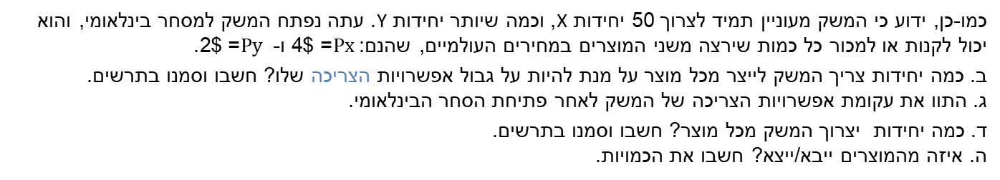 כמו-כן, ידוע כי המשק מעוניין תמיד לצרוך 50 יחידות X, וכמה שיותר יחידות Y. עתה נפתח המשק למסחר בינלאומי, והוא
יכול לקנות או למכור כל כמות שירצה משני המוצרים במחירים העולמיים, שהנם: Px= 4$ ו- Py= 2$.
ב. כמה יחידות צריך המשק לייצר מכל מוצר על מנת להיות על גבול אפשרויות הצריכה שלו? חשבו וסמנו בתרשים.
ג. התוו את עקומת אפשרויות הצריכה של המשק לאחר פתיחת הסחר הבינלאומי.
ד. כמה יחידות יצרוך המשק מכל מוצר? חשבו וסמנו בתרשים.
ה. איזה מהמוצרים ייבא/ייצא? חשבו את הכמויות.